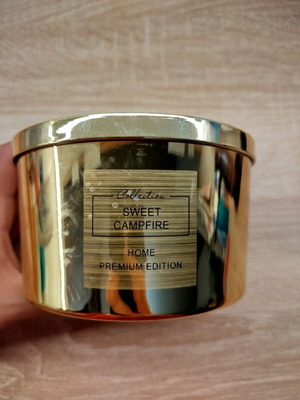 Collection
SWEET
CAMPFIRE
HOME
PREMIUM EDITION